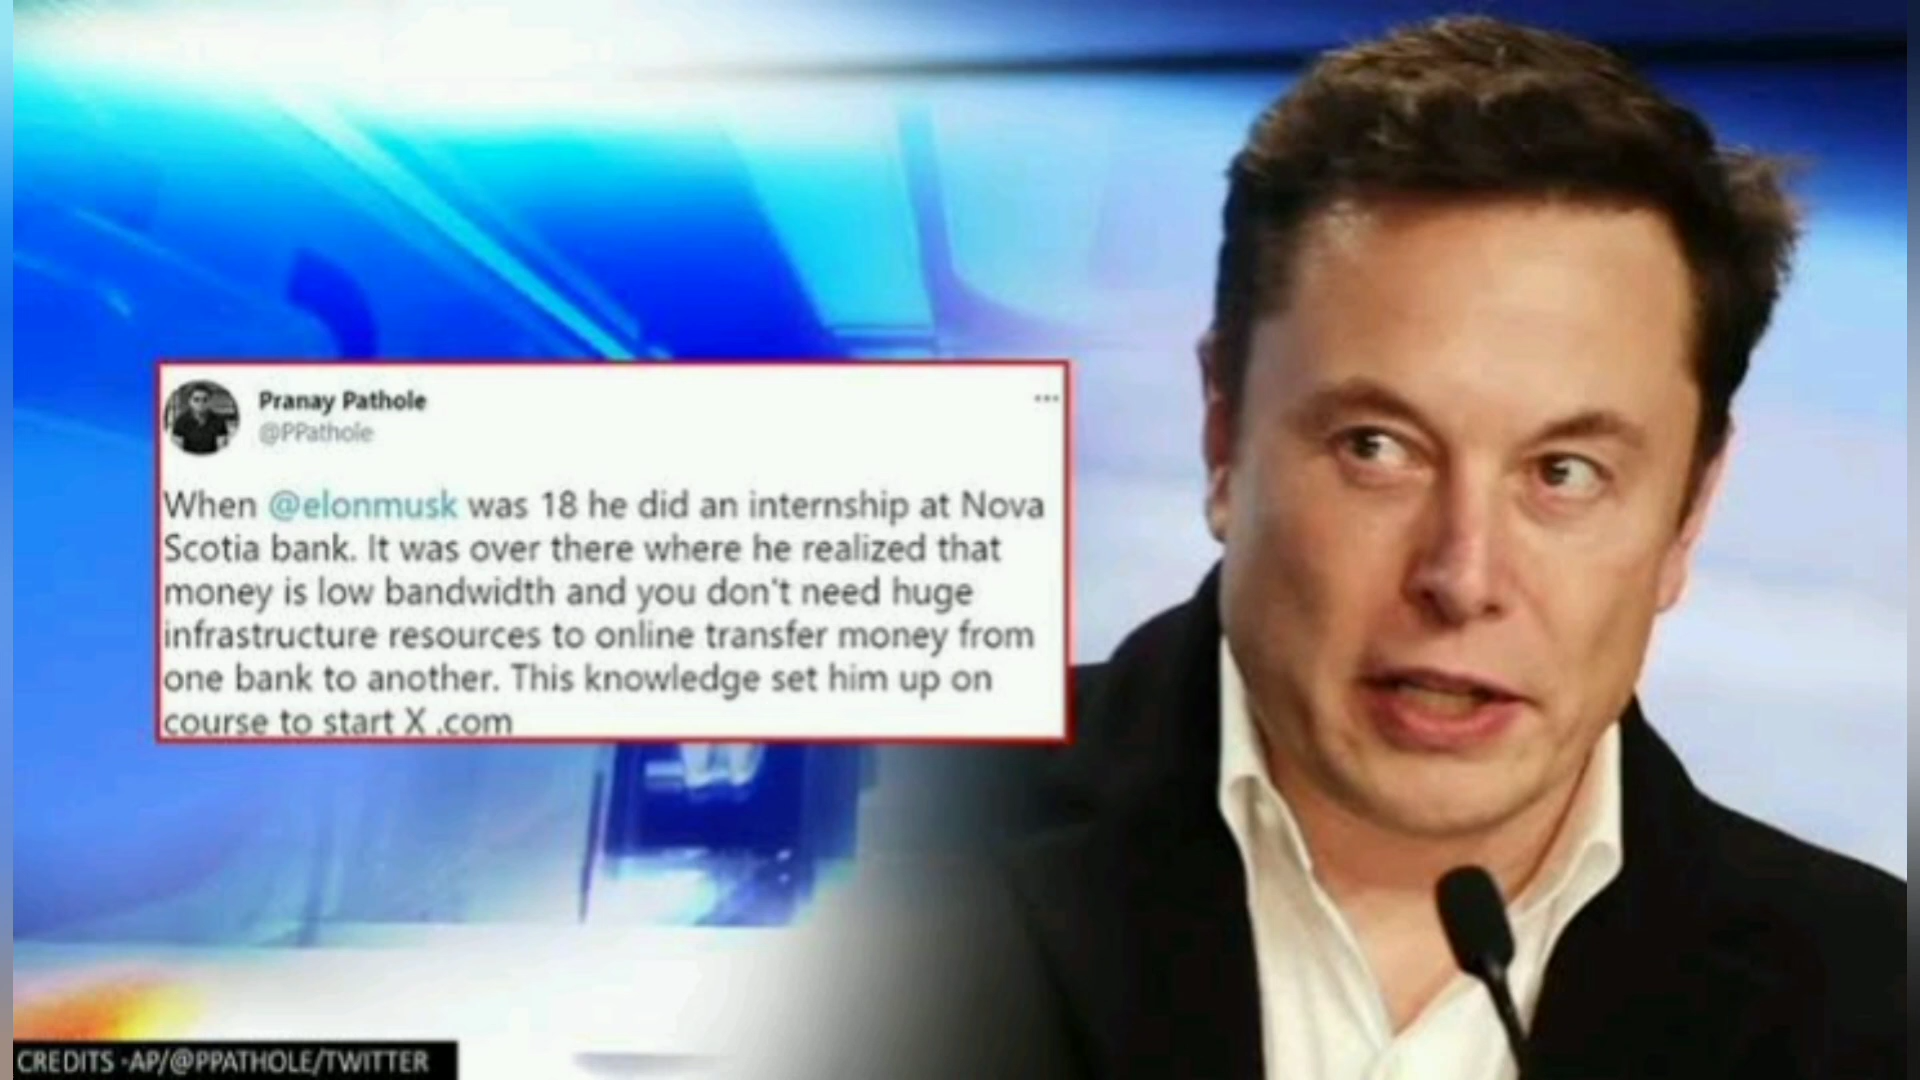 Pranay Pathole
@PPathole
When @elonmusk was 18 he did an internship at Nova
Scotia bank. It was over there where he realized that
money is low bandwidth and you don't need huge
infrastructure resources to online transfer money from
one bank to another. This knowledge set him up on
course to start X .com
CREDITS -AP/@PPATHOLE/TWITTER